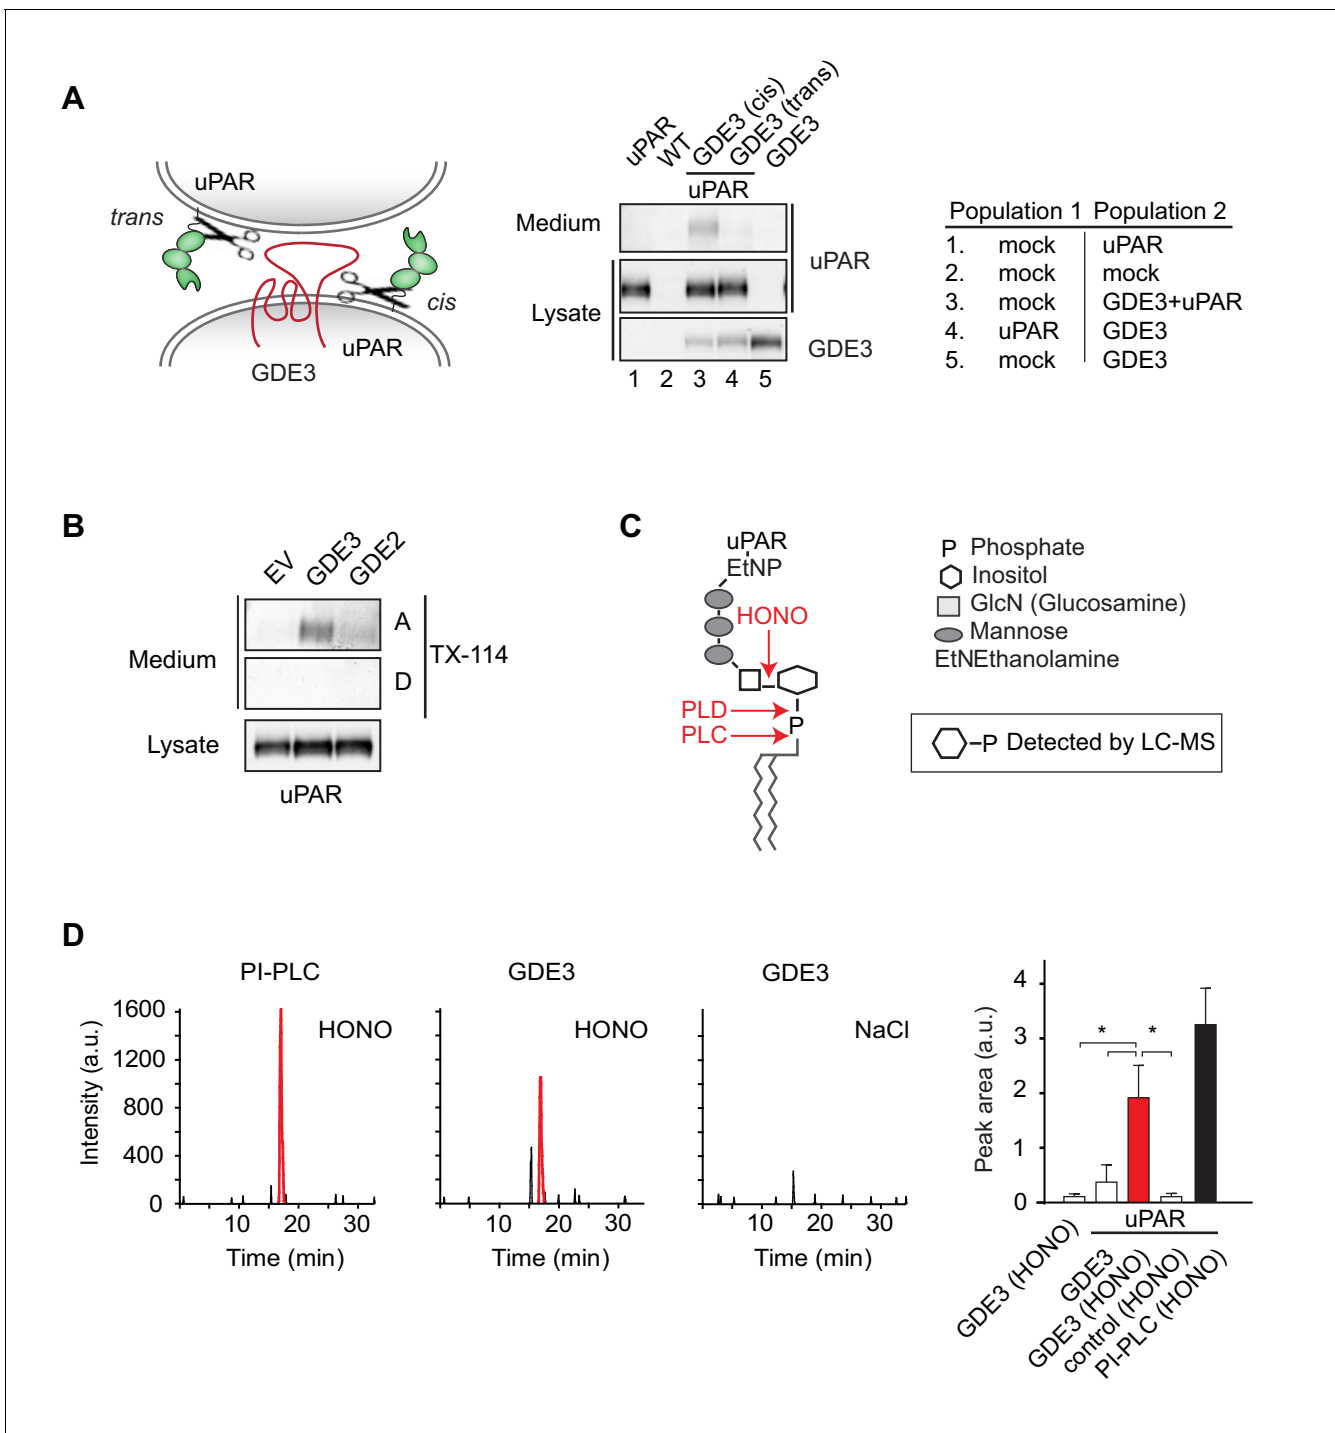 A
uPAR
trans
cis
uPAR
GDE3
uPAR
WT
GDE3 (cis)
GDE3 (trans)
GDE3
uPAR
Medium
Lysate
uPAR
GDE3
1 2 3 4 5
Population 1 Population 2
1. mock uPAR
2. mock mock
3. mock GDE3+uPAR
4. uPAR GDE3
5. mock GDE3
B
EV
GDE3
GDE2
Medium
A
D
TX-114
Lysate
uPAR
C
uPAR
EtNP
HONO
PLD
PLC
P
P Phosphate
Inositol
GlcN (Glucosamine)
Mannose
EtNEthanolamine
-P Detected by LC-MS
D
PI-PLC
HONO
Intensity (a.u.)
1600
1200
800
400
0
10 20 30
Time (min)
GDE3
HONO
10 20 30
Time (min)
GDE3
NaCl
10 20 30
Time (min)
Peak area (a.u.)
4
3
2
1
0
* *
uPAR
GDE3 (HONO)
GDE3
GDE3 (HONO)
control (HONO)
PI-PLC (HONO)